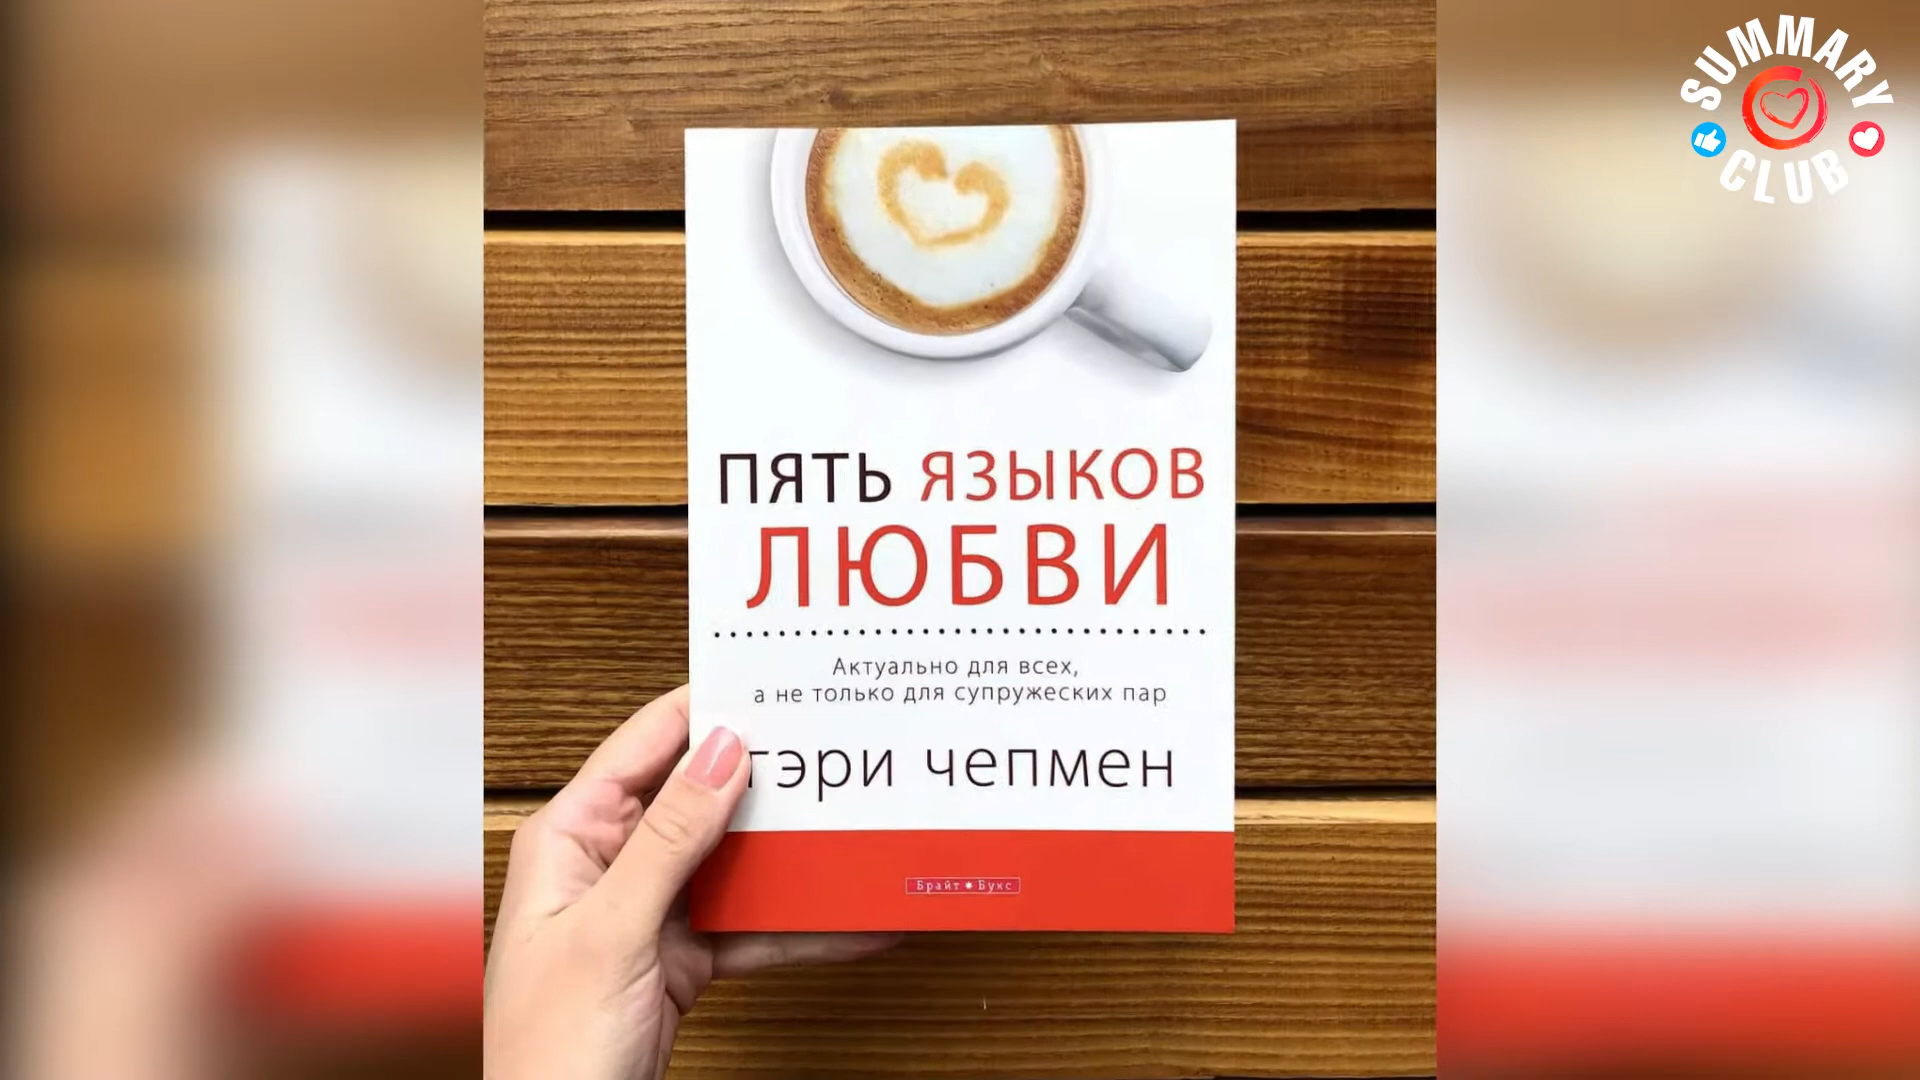 SUMMARY
CLUB
ПЯТЬ ЯЗЫКОВ
ЛЮБВИ
Актуально для всех,
а не только для супружеских пар
гэри чепмен
Брайт Букс